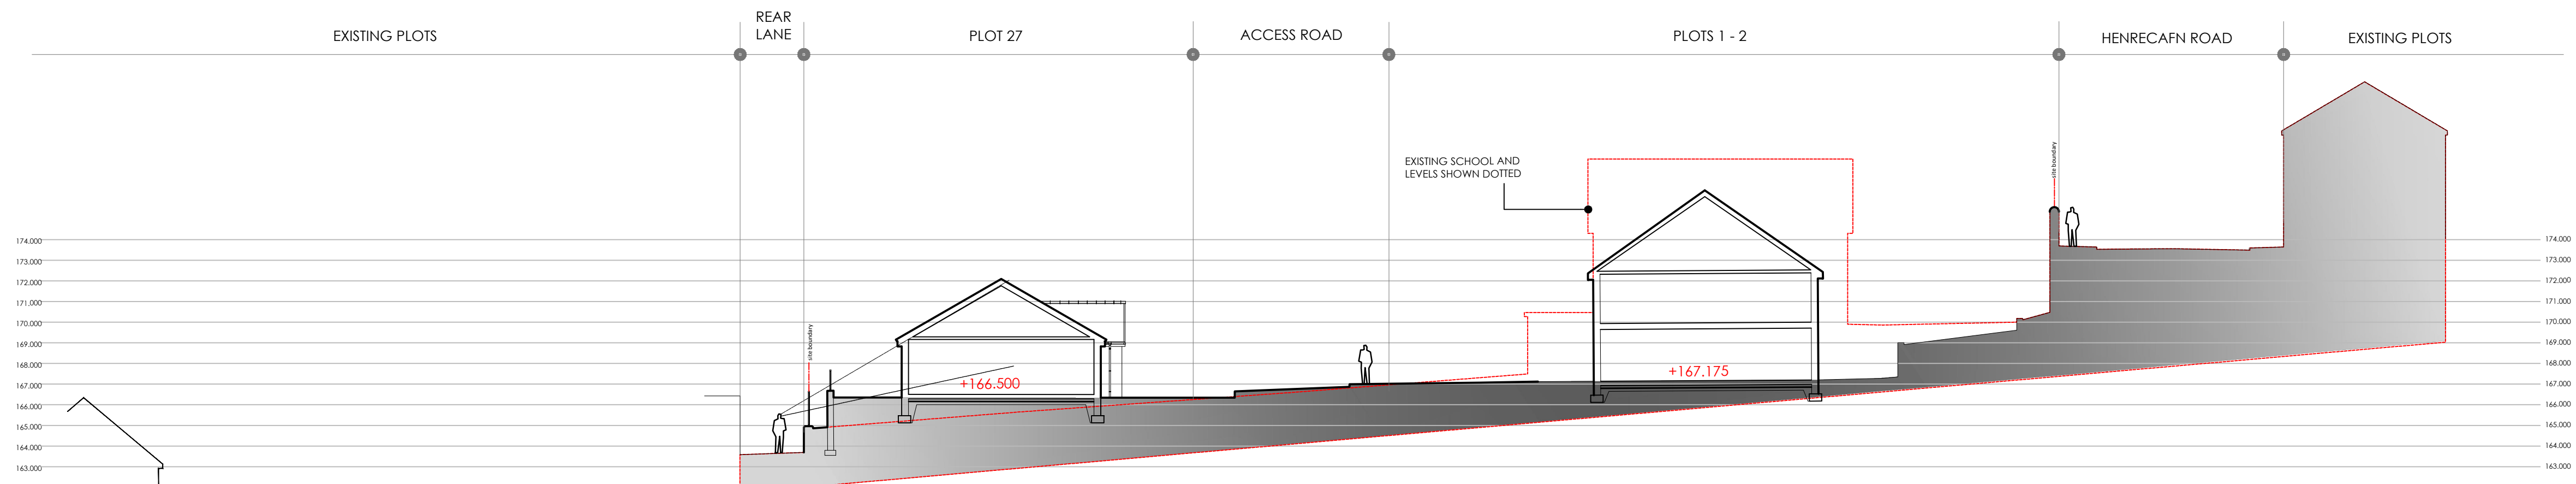 EXISTING PLOTS
REAR
LANE
PLOT 27
ACCESS ROAD
PLOTS 1 - 2
HENRECAFN ROAD
EXISTING PLOTS
EXISTING SCHOOL AND
LEVELS SHOWN DOTTED
site boundary
site boundary
174.000
173.000
172.000
171.000
170.000
169.000
168.000
167.000
166.000
165.000
164.000
163.000
+166.500
+167.175
174.000
173.000
172.000
171.000
170.000
169.000
168.000
167.000
166.000
165.000
164.000
163.000